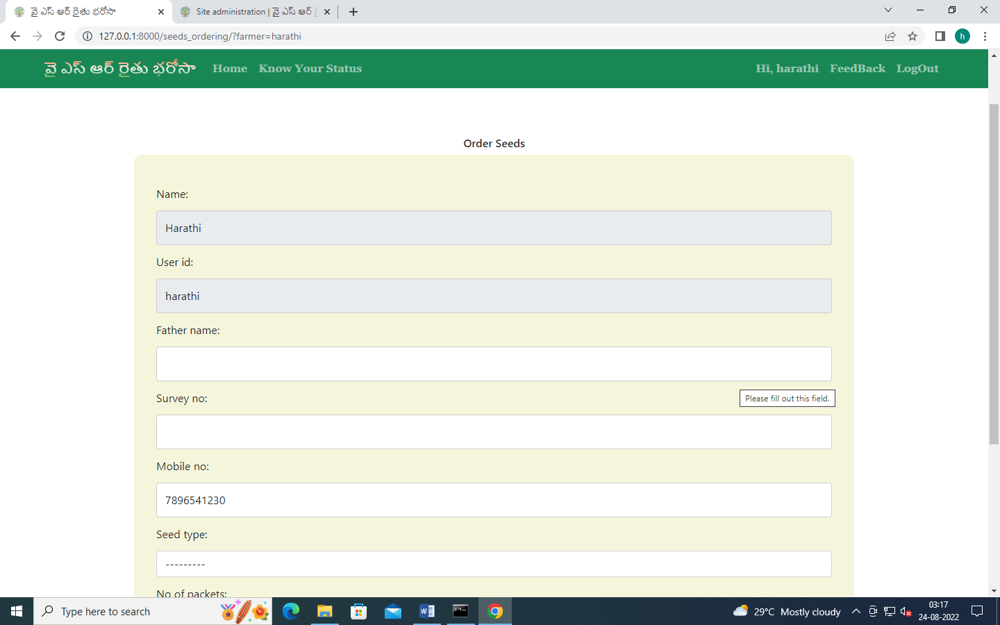 వై ఎస్ ఆర్ రైతు భరోసా
Site administration | వై ఎస్ ఆర్
127.0.0.1:8000/seeds_ordering/?farmer=harathi
h
వై ఎస్ ఆర్ రైతు భరోసా Home Know Your Status Hi, harathi FeedBack LogOut
Order Seeds
Name:
Harathi
User id:
harathi
Father name:
Survey no:
Please fill out this field.
Mobile no:
7896541230
Seed type:
---------
No of packets:
Type here to search
29°C Mostly cloudy
03:17
24-08-2022